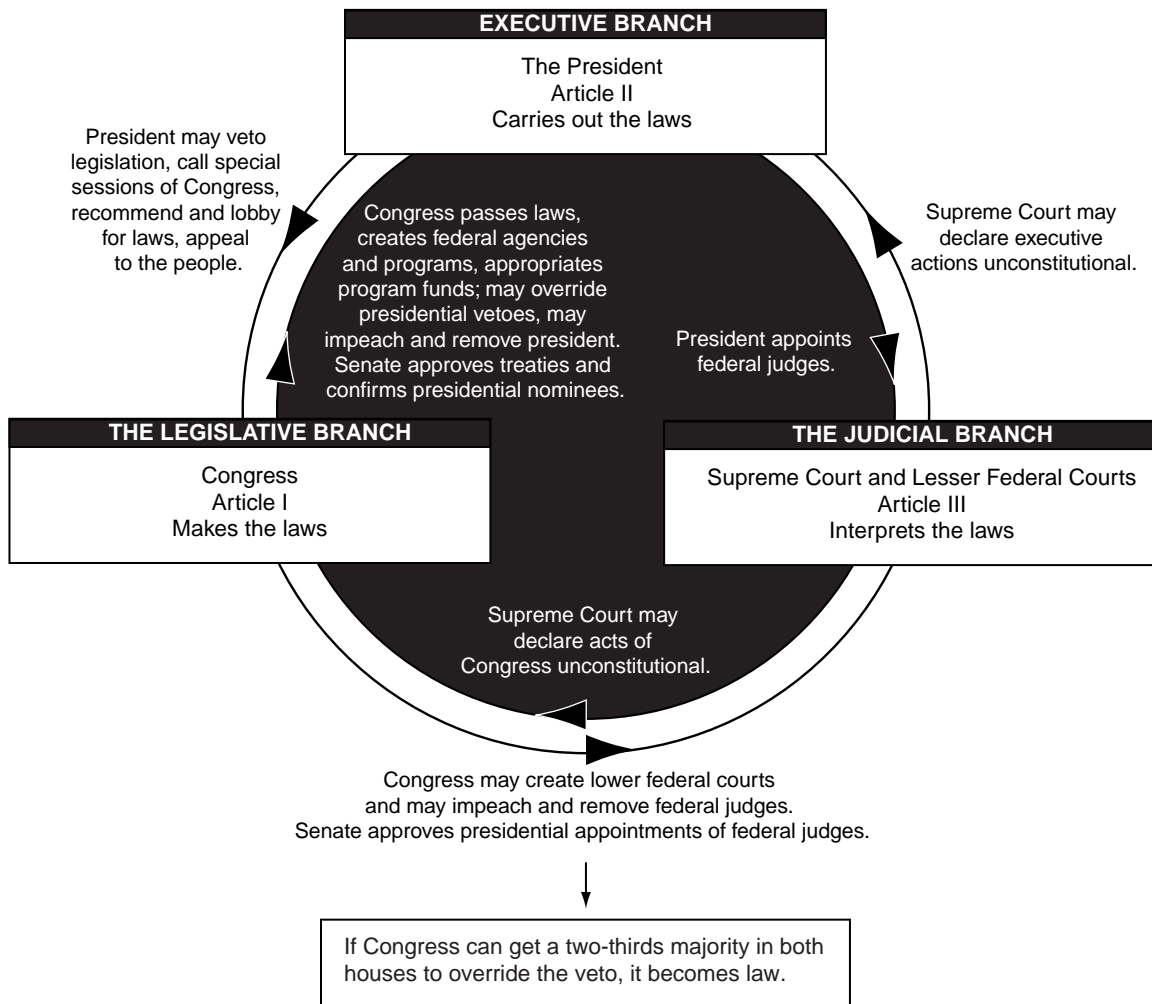 EXECUTIVE BRANCH
The President
Article II
Carries out the laws
President may veto
legislation, call special
sessions of Congress,
recommend and lobby
for laws, appeal
to the people.
Congress passes laws,
creates federal agencies
and programs, appropriates
program funds; may override
presidential vetoes, may
impeach and remove president.
Senate approves treaties and
confirms presidential nominees.
Supreme Court may
declare executive
actions unconstitutional.
President appoints
federal judges.
THE LEGISLATIVE BRANCH
Congress
Article I
Makes the laws
THE JUDICIAL BRANCH
Supreme Court and Lesser Federal Courts
Article III
Interprets the laws
Supreme Court may
declare acts of
Congress unconstitutional.
Congress may create lower federal courts
and may impeach and remove federal judges.
Senate approves presidential appointments of federal judges.
If Congress can get a two-thirds majority in both
houses to override the veto, it becomes law.